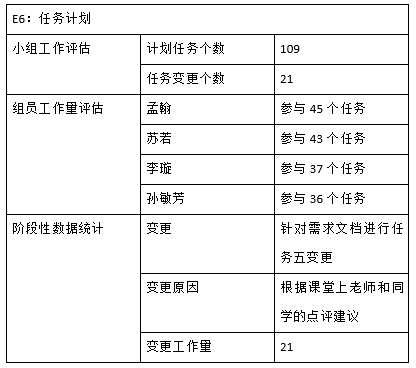 E6：任务计划
小组工作评估 计划任务个数 109
任务变更个数 21
组员工作量评估 孟翰 参与 45 个任务
苏若 参与 43 个任务
李璇 参与 37 个任务
孙敏芳 参与 36 个任务
阶段性数据统计 变更 针对需求文档进行任
务五变更
变更原因 根据课堂上老师和同
学的点评建议
变更工作量 21